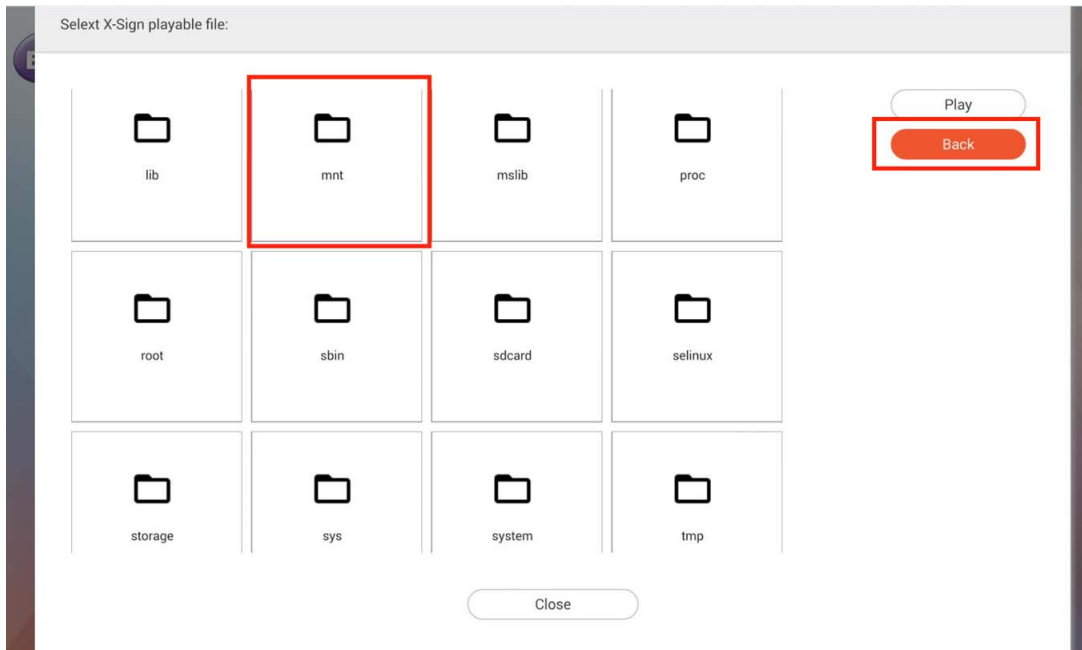 Selext X-Sign playable file:
Play
Back
lib
mnt
mslib
proc
root
sbin
sdcard
selinux
storage
sys
system
tmp
Close